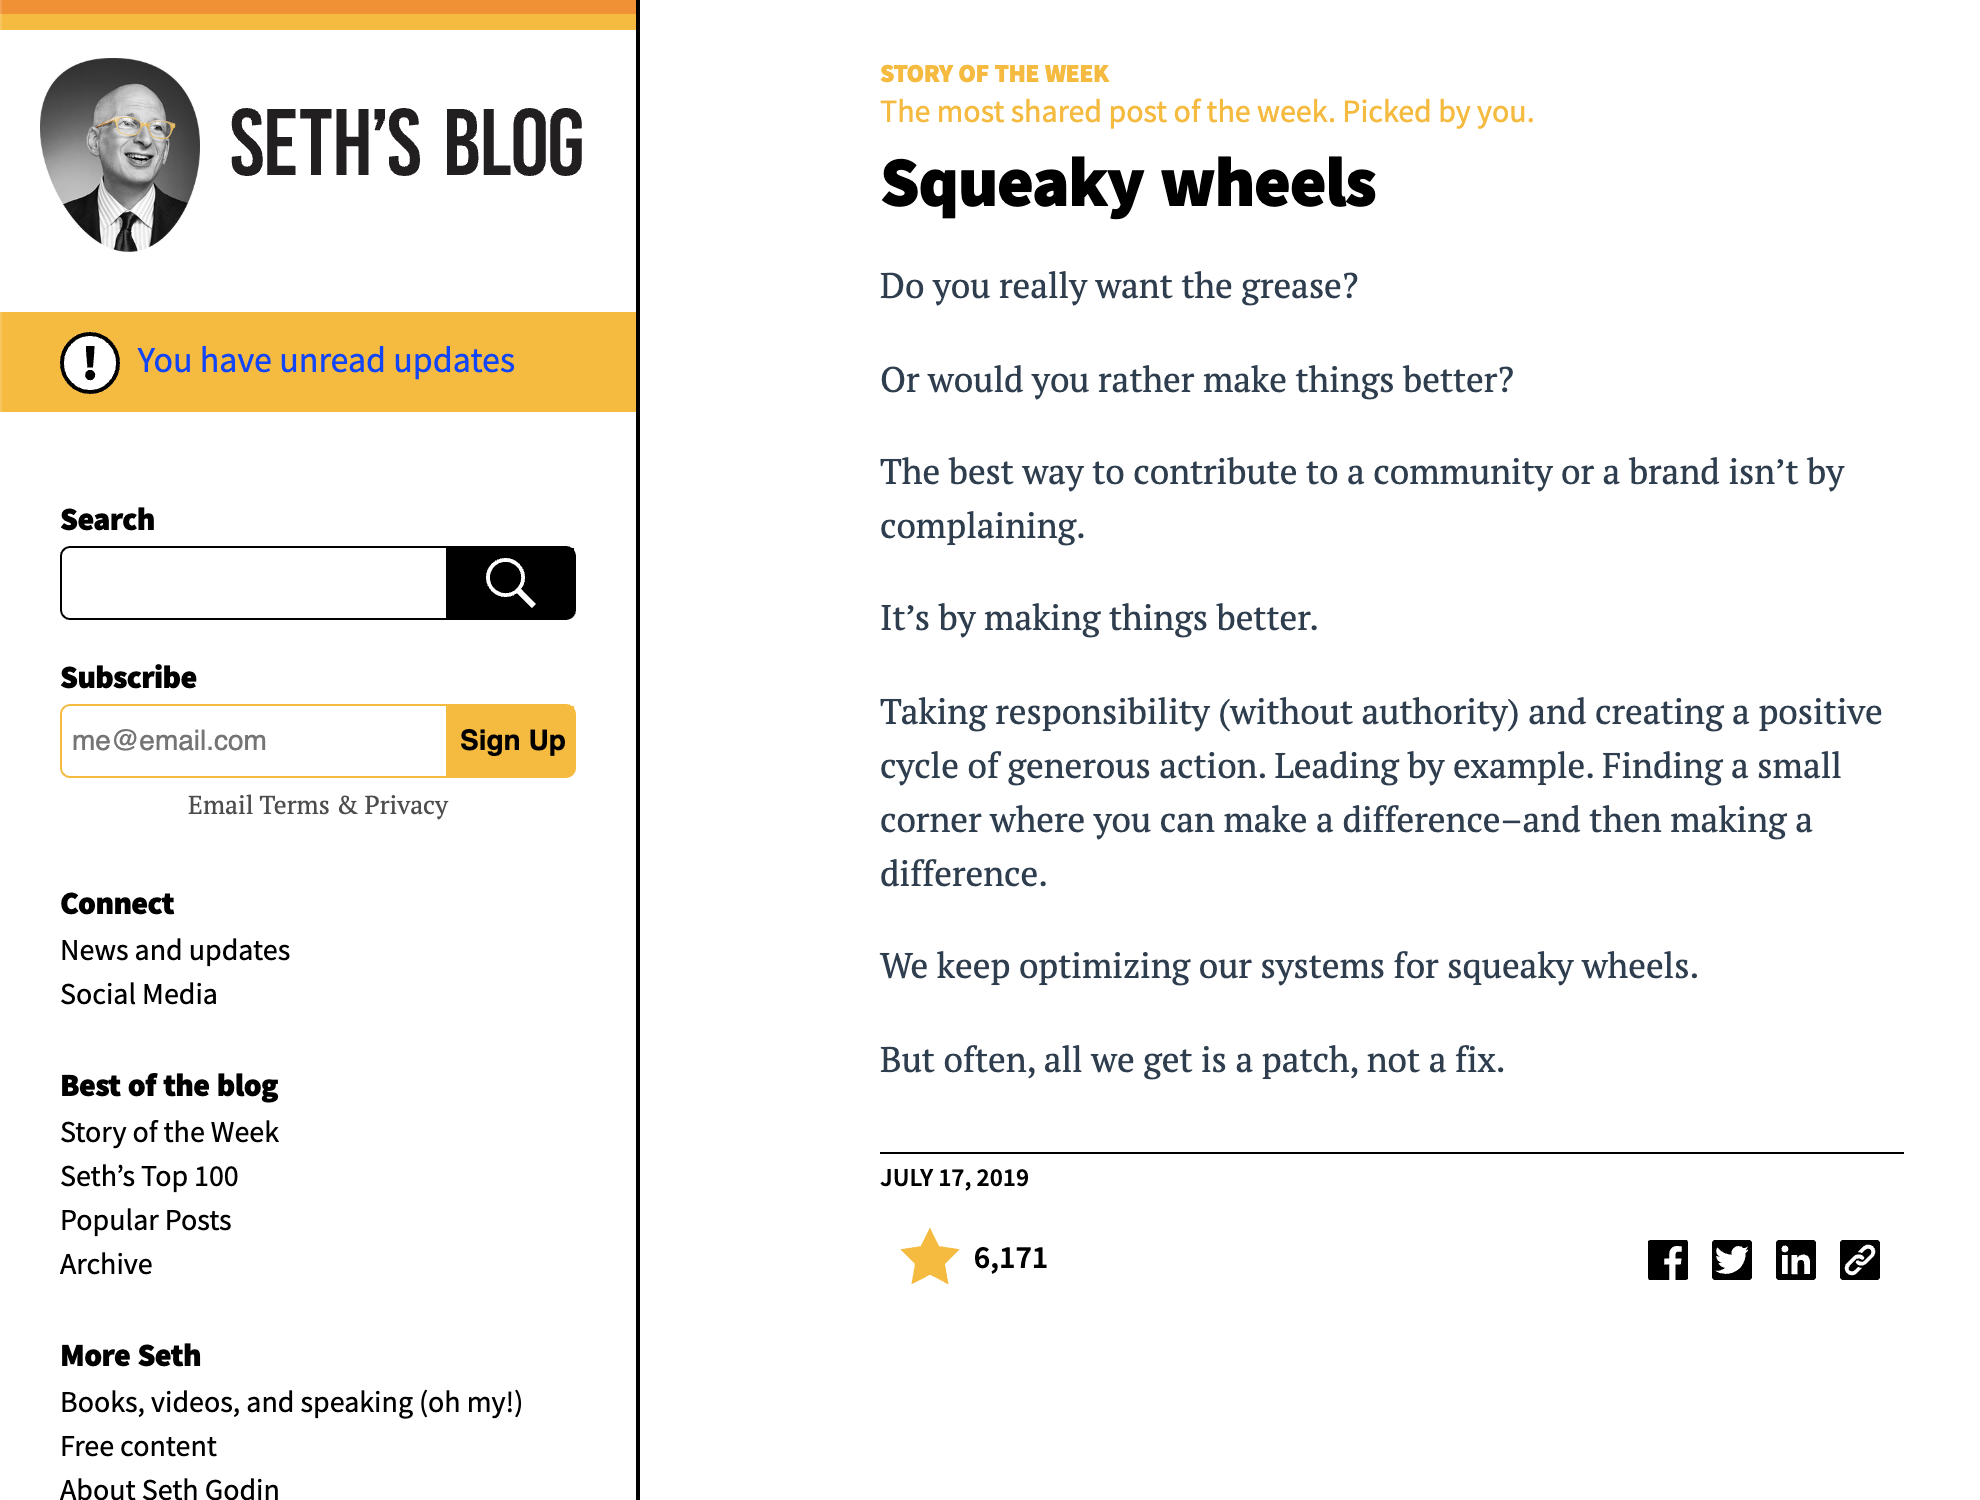 SETH’S BLOG
! You have unread updates
Search
Subscribe
me@email.com Sign Up
Email Terms & Privacy
Connect
News and updates
Social Media
Best of the blog
Story of the Week
Seth’s Top 100
Popular Posts
Archive
More Seth
Books, videos, and speaking (oh my!)
Free content
About Seth Godin
STORY OF THE WEEK
The most shared post of the week. Picked by you.
Squeaky wheels
Do you really want the grease?
Or would you rather make things better?
The best way to contribute to a community or a brand isn’t by
complaining.
It’s by making things better.
Taking responsibility (without authority) and creating a positive
cycle of generous action. Leading by example. Finding a small
corner where you can make a difference–and then making a
difference.
We keep optimizing our systems for squeaky wheels.
But often, all we get is a patch, not a fix.
JULY 17, 2019
6,171